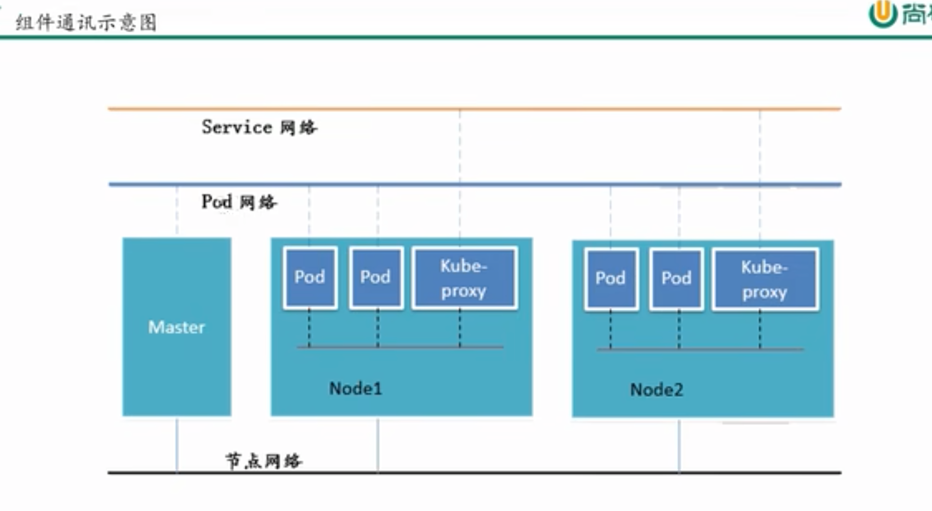 组件通讯示意图
尚
Service 网络
Pod 网络
Master
Pod
Pod
Kube-
proxy
Node1
Pod
Pod
Kube-
proxy
Node2
节点网络